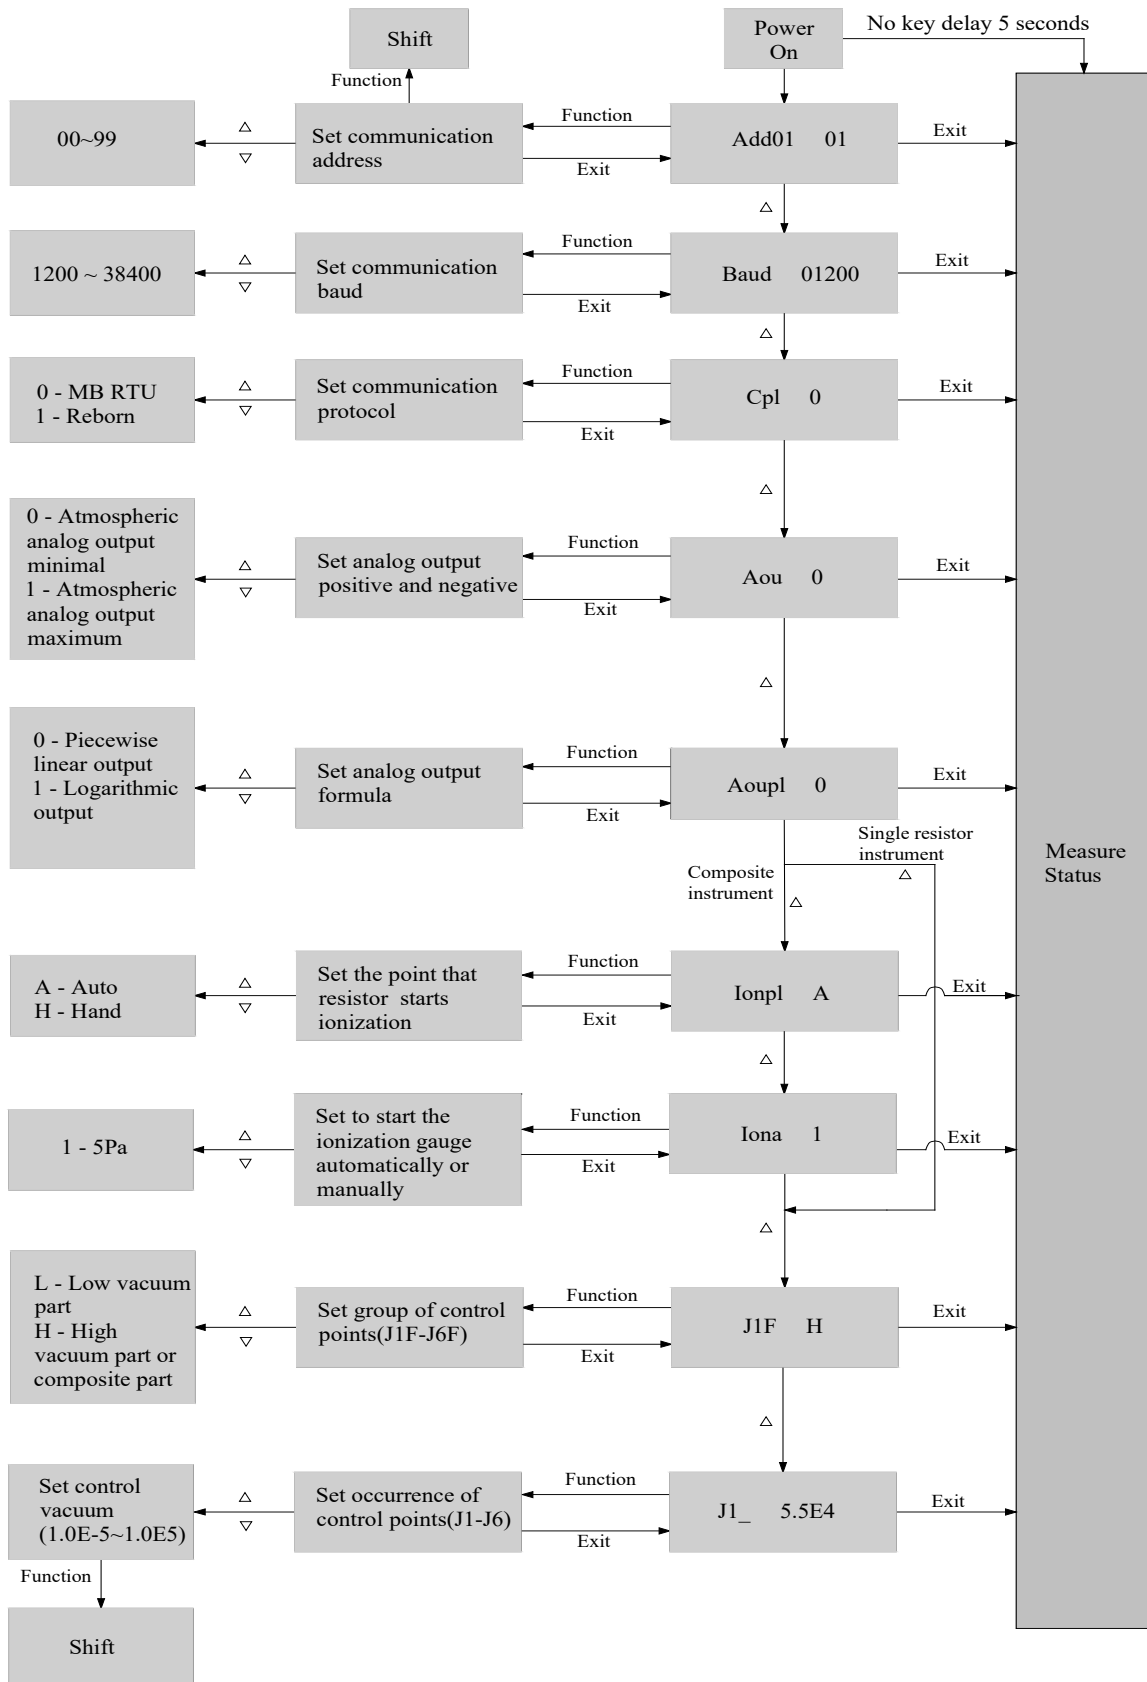 Shift
Power
On
No key delay 5 seconds
Function
00~99
△
▽
Set communication
address
Function
Exit
Add01 01
Exit
△
1200 ~ 38400
△
▽
Set communication
baud
Function
Exit
Baud 01200
Exit
△
0 - MB RTU
1 - Reborn
△
▽
Set communication
protocol
Function
Exit
Cpl 0
Exit
△
0 - Atmospheric
analog output
minimal
1 - Atmospheric
analog output
maximum
△
▽
Set analog output
positive and negative
Function
Exit
Aou 0
Exit
△
0 - Piecewise
linear output
1 - Logarithmic
output
△
▽
Set analog output
formula
Function
Exit
Aoupl 0
Exit
Single resistor
instrument
△
Composite
instrument
△
Measure
Status
A - Auto
H - Hand
△
▽
Set the point that
resistor starts
ionization
Function
Exit
Ionpl A
Exit
△
1 - 5Pa
△
▽
Set to start the
ionization gauge
automatically or
manually
Function
Exit
Iona 1
Exit
△
L - Low vacuum
part
H - High
vacuum part or
composite part
△
▽
Set group of control
points(J1F-J6F)
Function
Exit
J1F H
Exit
△
Set control
vacuum
(1.0E-5~1.0E5)
△
▽
Set occurrence of
control points(J1-J6)
Function
Exit
J1_ 5.5E4
Exit
Function
Shift